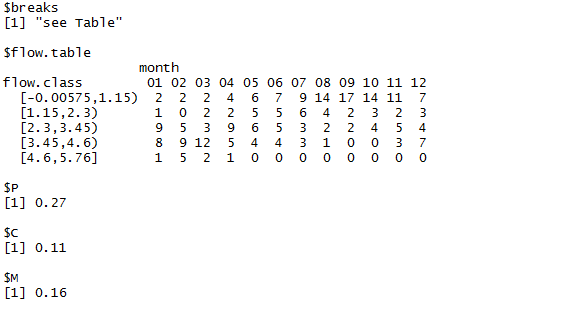 $breaks
[1] "see Table"
$flow.table
month
flow.class 01 02 03 04 05 06 07 08 09 10 11 12
[-0.00575,1.15) 2 2 2 4 6 7 9 14 17 14 11 7
[1.15,2.3) 1 0 2 2 5 5 6 4 2 3 2 3
[2.3,3.45) 9 5 3 9 6 5 3 2 2 4 5 4
[3.45,4.6) 8 9 12 5 4 4 3 1 0 0 3 7
[4.6,5.76] 1 5 2 1 0 0 0 0 0 0 0 0
$P
[1] 0.27
$C
[1] 0.11
$M
[1] 0.16